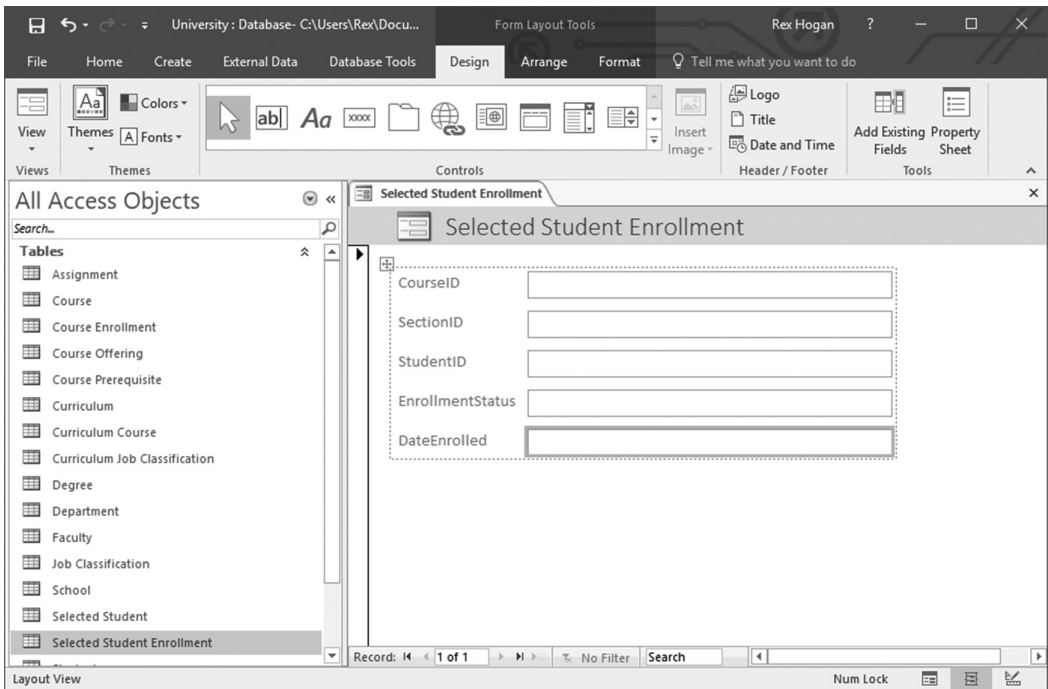 University : Database- C:\Users\Rex\Docu...
Form Layout Tools
Rex Hogan
?
File Home Create External Data Database Tools Design Arrange Format Tell me what you want to do
View
Themes
Aa
Colors
A Fonts
ab|
Aa
xxxx
Insert
Image
Logo
Title
Date and Time
Add Existing
Fields
Property
Sheet
Views Themes Controls Header / Footer Tools
All Access Objects
Search...
Tables
Assignment
Course
Course Enrollment
Course Offering
Course Prerequisite
Curriculum
Curriculum Course
Curriculum Job Classification
Degree
Department
Faculty
Job Classification
School
Selected Student
Selected Student Enrollment
Selected Student Enrollment
Selected Student Enrollment
CourseID
SectionID
StudentID
EnrollmentStatus
DateEnrolled
Record: 1 of 1 No Filter Search
Layout View
Num Lock